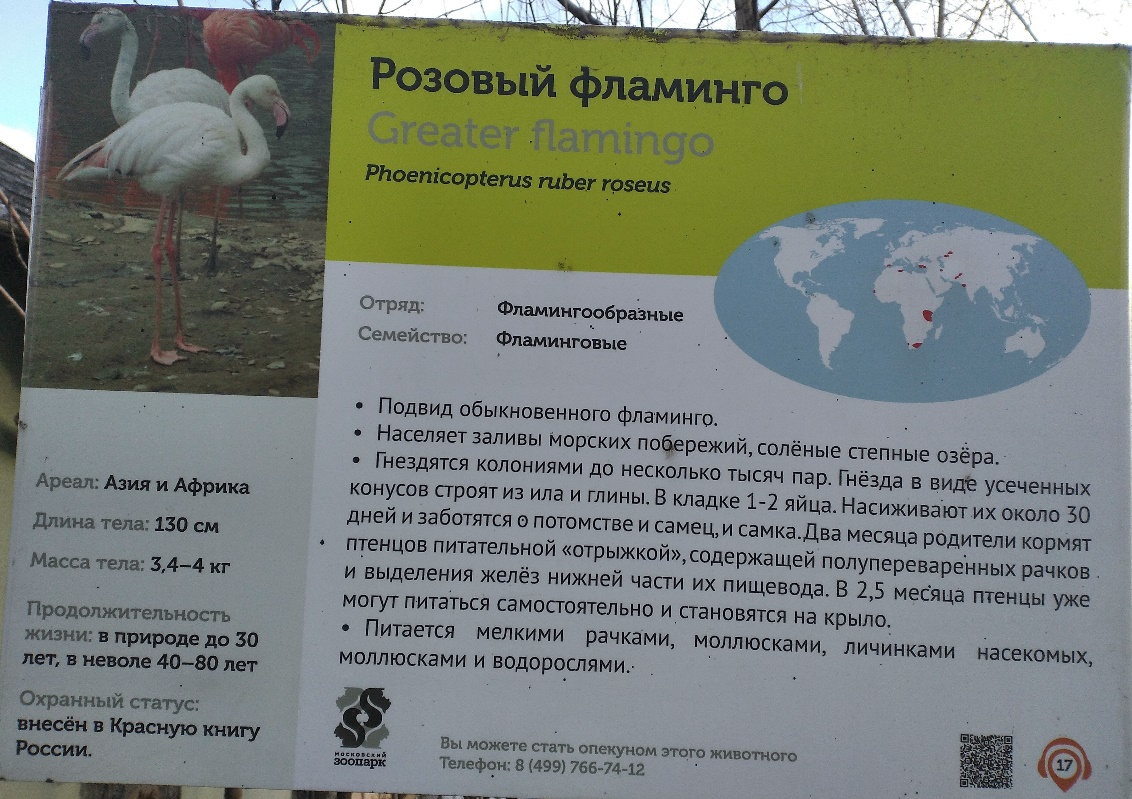 Розовый фламинго
Greater flamingo
Phoenicopterus ruber roseus
Отряд: Фламингообразные
Семейство: Фламинговые
• Подвид обыкновенного фламинго.
• Населяет заливы морских побережий, солёные степные озёра.
• Гнездятся колониями до несколько тысяч пар. Гнёзда в виде усеченных
конусов строят из ила и глины. В кладке 1-2 яйца. Насиживают их около 30
дней и заботятся о потомстве и самец, и самка. Два месяца родители кормят
птенцов питательной «отрыжкой», содержащей полупереваренных рачков
и выделения желёз нижней части их пищевода. В 2,5 месяца птенцы уже
могут питаться самостоятельно и становятся на крыло.
• Питается мелкими рачками, моллюсками, личинками насекомых,
моллюсками и водорослями.
Ареал: Азия и Африка
Длина тела: 130 см
Масса тела: 3,4–4 кг
Продолжительность
жизни: в природе до 30
лет, в неволе 40–80 лет
Охранный статус:
внесён в Красную книгу
России.
московский
зоопарк
Вы можете стать опекуном этого животного
Телефон: 8 (499) 766-74-12
17